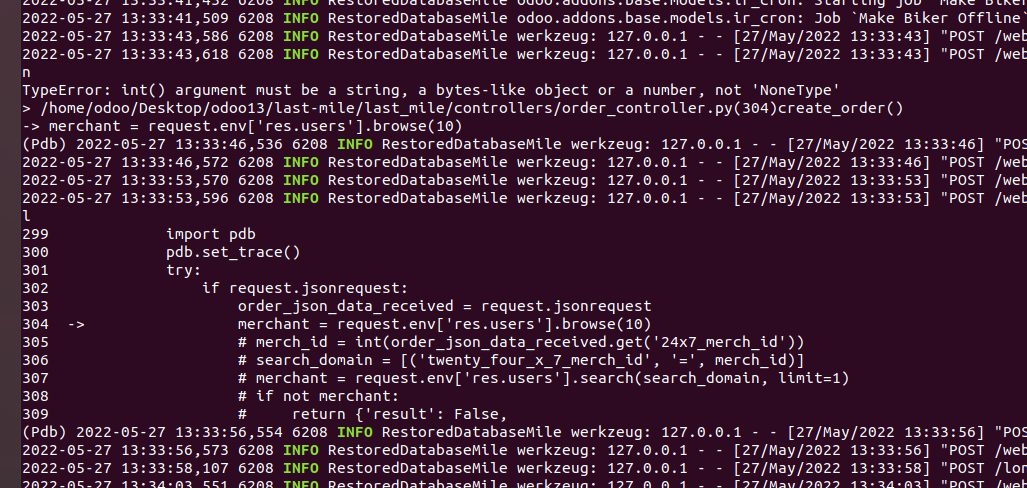 2022-05-27 13:33:41,452 6208 INFO RestoredDatabaseMile odoo.addons.base.models.ir_cron: Starting job `Make Biker
2022-05-27 13:33:41,509 6208 INFO RestoredDatabaseMile odoo.addons.base.models.ir_cron: Job `Make Biker Offline`
2022-05-27 13:33:43,586 6208 INFO RestoredDatabaseMile werkzeug: 127.0.0.1 - - [27/May/2022 13:33:43] "POST /web
2022-05-27 13:33:43,618 6208 INFO RestoredDatabaseMile werkzeug: 127.0.0.1 - - [27/May/2022 13:33:43] "POST /web
n
TypeError: int() argument must be a string, a bytes-like object or a number, not 'NoneType'
> /home/odoo/Desktop/odoo13/last-mile/last_mile/controllers/order_controller.py(304)create_order()
-> merchant = request.env['res.users'].browse(10)
(Pdb) 2022-05-27 13:33:46,536 6208 INFO RestoredDatabaseMile werkzeug: 127.0.0.1 - - [27/May/2022 13:33:46] "POS
2022-05-27 13:33:46,572 6208 INFO RestoredDatabaseMile werkzeug: 127.0.0.1 - - [27/May/2022 13:33:46] "POST /web
2022-05-27 13:33:53,570 6208 INFO RestoredDatabaseMile werkzeug: 127.0.0.1 - - [27/May/2022 13:33:53] "POST /web
2022-05-27 13:33:53,596 6208 INFO RestoredDatabaseMile werkzeug: 127.0.0.1 - - [27/May/2022 13:33:53] "POST /web
l
299 import pdb
300 pdb.set_trace()
301 try:
302 if request.jsonrequest:
303 order_json_data_received = request.jsonrequest
304 -> merchant = request.env['res.users'].browse(10)
305 # merch_id = int(order_json_data_received.get('24x7_merch_id'))
306 # search_domain = [('twenty_four_x_7_merch_id', '=', merch_id)]
307 # merchant = request.env['res.users'].search(search_domain, limit=1)
308 # if not merchant:
309 #     return {'result': False,
(Pdb) 2022-05-27 13:33:56,554 6208 INFO RestoredDatabaseMile werkzeug: 127.0.0.1 - - [27/May/2022 13:33:56] "POS
2022-05-27 13:33:56,573 6208 INFO RestoredDatabaseMile werkzeug: 127.0.0.1 - - [27/May/2022 13:33:56] "POST /web
2022-05-27 13:33:58,107 6208 INFO RestoredDatabaseMile werkzeug: 127.0.0.1 - - [27/May/2022 13:33:58] "POST /lon
2022-05-27 13:34:03,551 6208 INFO RestoredDatabaseMile werkzeug: 127.0.0.1 - - [27/May/2022 13:34:03] "POST /web